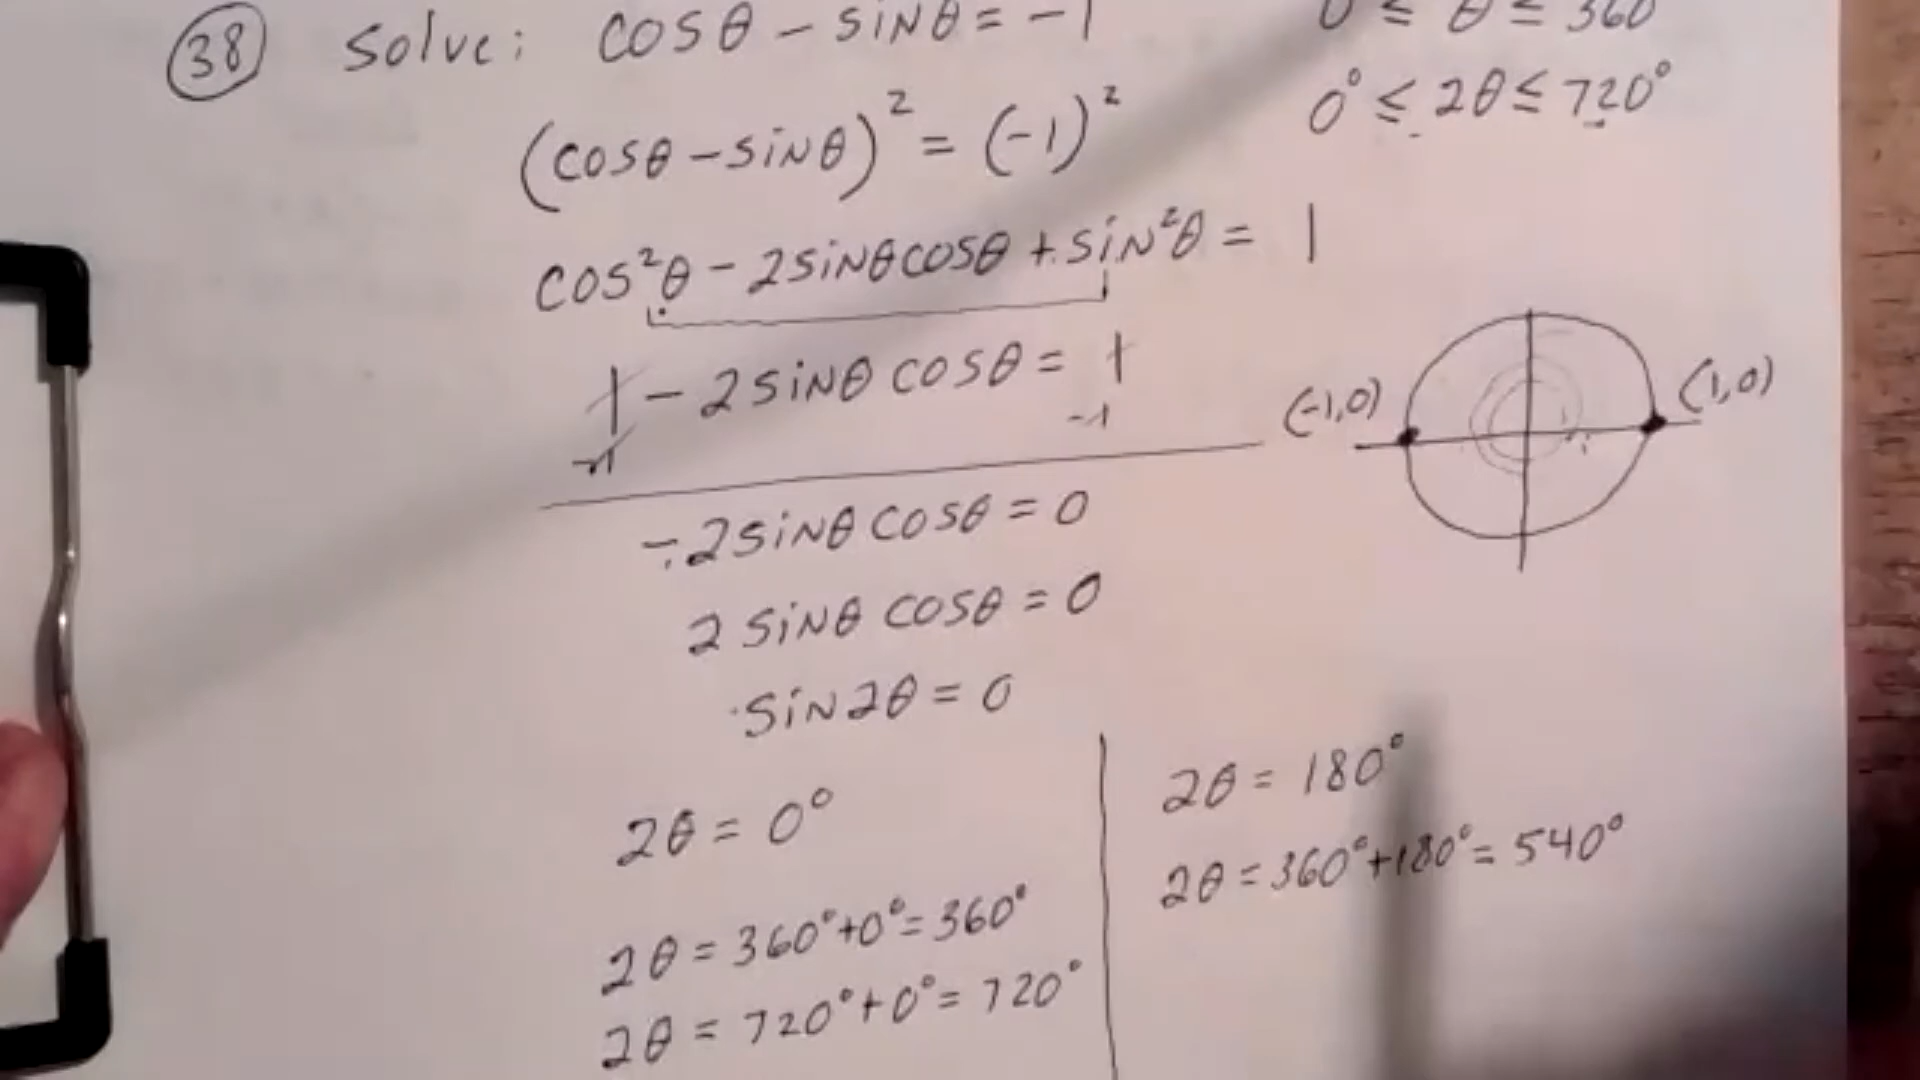 38 Solve: cosθ - sinθ = -1 0 ≤ θ ≤ 360
0° ≤ 2θ ≤ 720°
(cosθ - sinθ)² = (-1)²
cos²θ - 2sinθcosθ + sin²θ = 1
1 - 2sinθ cosθ = 1
-1 -1
(-1,0) (1,0)
-2sinθ cosθ = 0
2 sinθ cosθ = 0
sin2θ = 0
2θ = 0°
2θ = 360°+0° = 360°
2θ = 720°+0° = 720°
2θ = 180°
2θ = 360°+180° = 540°